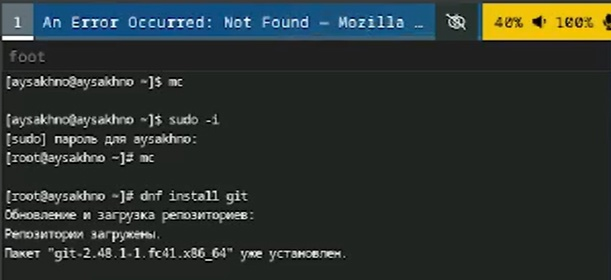 1 An Error Occurred: Not Found — Mozilla … 40% 100%
foot
[aysakhno@aysakhno ~]$ mc
[aysakhno@aysakhno ~]$ sudo -i
[sudo] пароль для aysakhno:
[root@aysakhno ~]# mc
[root@aysakhno ~]# dnf install git
Обновление и загрузка репозиториев:
Репозитории загружены.
Пакет "git-2.48.1-1.fc41.x86_64" уже установлен.